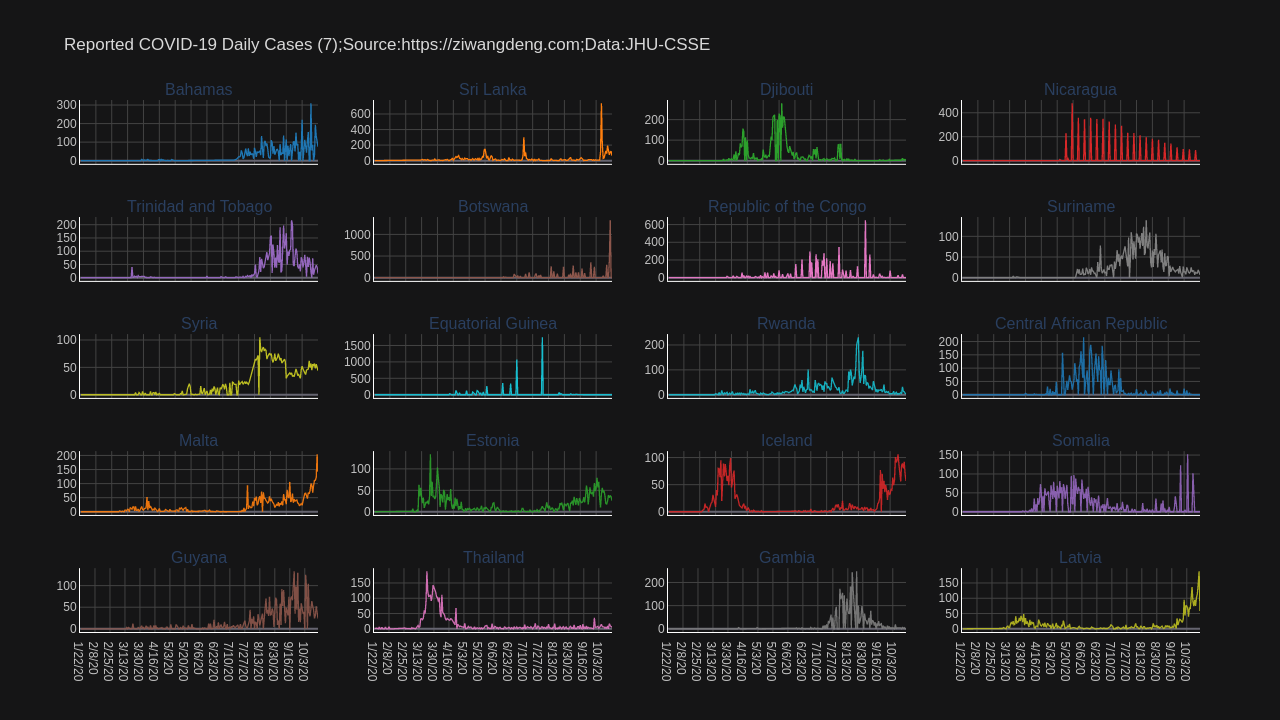 Reported COVID-19 Daily Cases (7);Source:https://ziwangdeng.com;Data:JHU-CSSE
Bahamas Sri Lanka Djibouti Nicaragua
300 200 100 0
600 400 200 0
200 100 0
400 200 0
Trinidad and Tobago Botswana Republic of the Congo Suriname
200 150 100 50 0
1000 500 0
600 400 200 0
100 50 0
Syria Equatorial Guinea Rwanda Central African Republic
100 50 0
1500 1000 500 0
200 100 0
200 150 100 50 0
Malta Estonia Iceland Somalia
200 150 100 50 0
100 50 0
100 50 0
150 100 50 0
Guyana Thailand Gambia Latvia
100 50 0
150 100 50 0
200 100 0
150 100 50 0
1/22/20 2/8/20 2/25/20 3/13/20 3/30/20 4/16/20 5/3/20 5/20/20 6/6/20 6/23/20 7/10/20 7/27/20 8/13/20 8/30/20 9/16/20 10/3/20
1/22/20 2/8/20 2/25/20 3/13/20 3/30/20 4/16/20 5/3/20 5/20/20 6/6/20 6/23/20 7/10/20 7/27/20 8/13/20 8/30/20 9/16/20 10/3/20
1/22/20 2/8/20 2/25/20 3/13/20 3/30/20 4/16/20 5/3/20 5/20/20 6/6/20 6/23/20 7/10/20 7/27/20 8/13/20 8/30/20 9/16/20 10/3/20
1/22/20 2/8/20 2/25/20 3/13/20 3/30/20 4/16/20 5/3/20 5/20/20 6/6/20 6/23/20 7/10/20 7/27/20 8/13/20 8/30/20 9/16/20 10/3/20